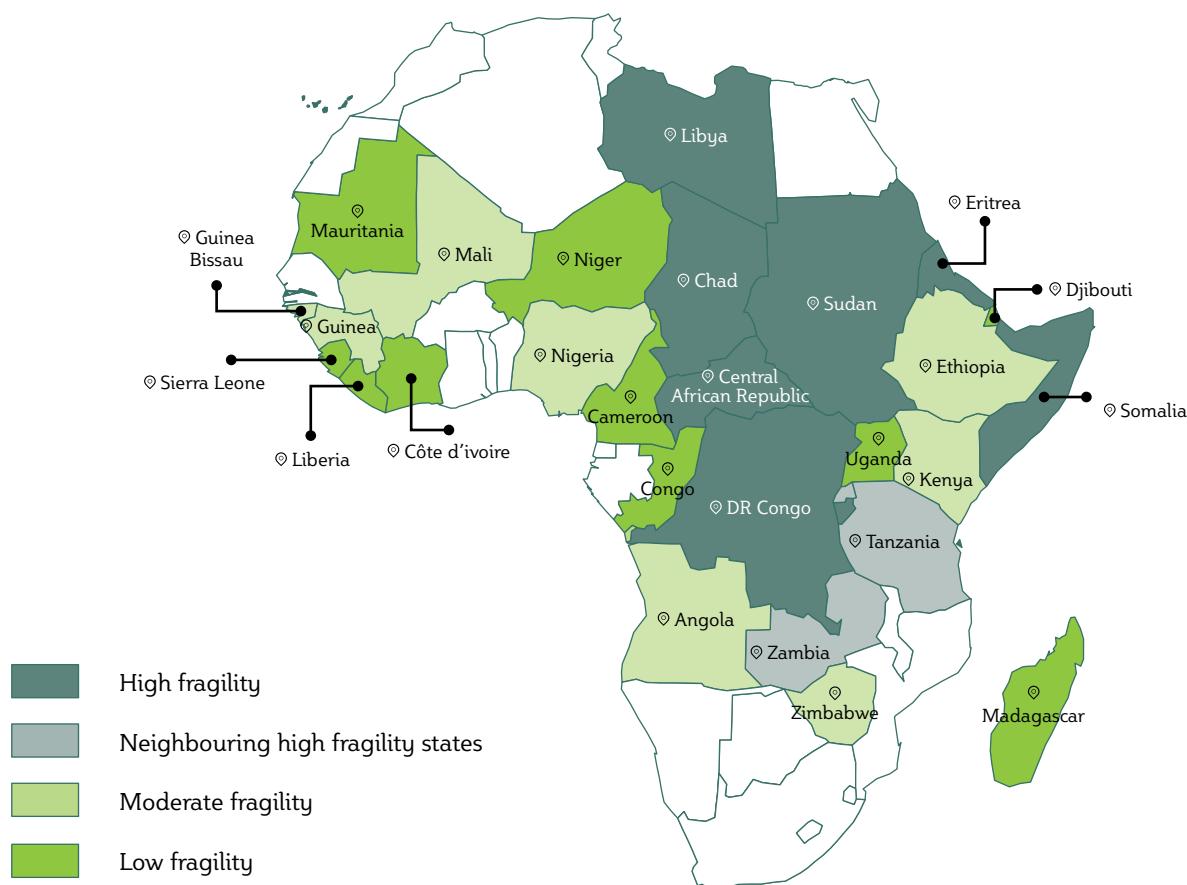 Libya
Eritrea
Mauritania
Guinea
Bissau
Mali
Niger
Chad
Sudan
Djibouti
Guinea
Nigeria
Ethiopia
Sierra Leone
Central
African Republic
Cameroon
Somalia
Liberia
Côte d'ivoire
Uganda
Kenya
Congo
DR Congo
Tanzania
Angola
Zambia
Zimbabwe
Madagascar
High fragility
Neighbouring high fragility states
Moderate fragility
Low fragility